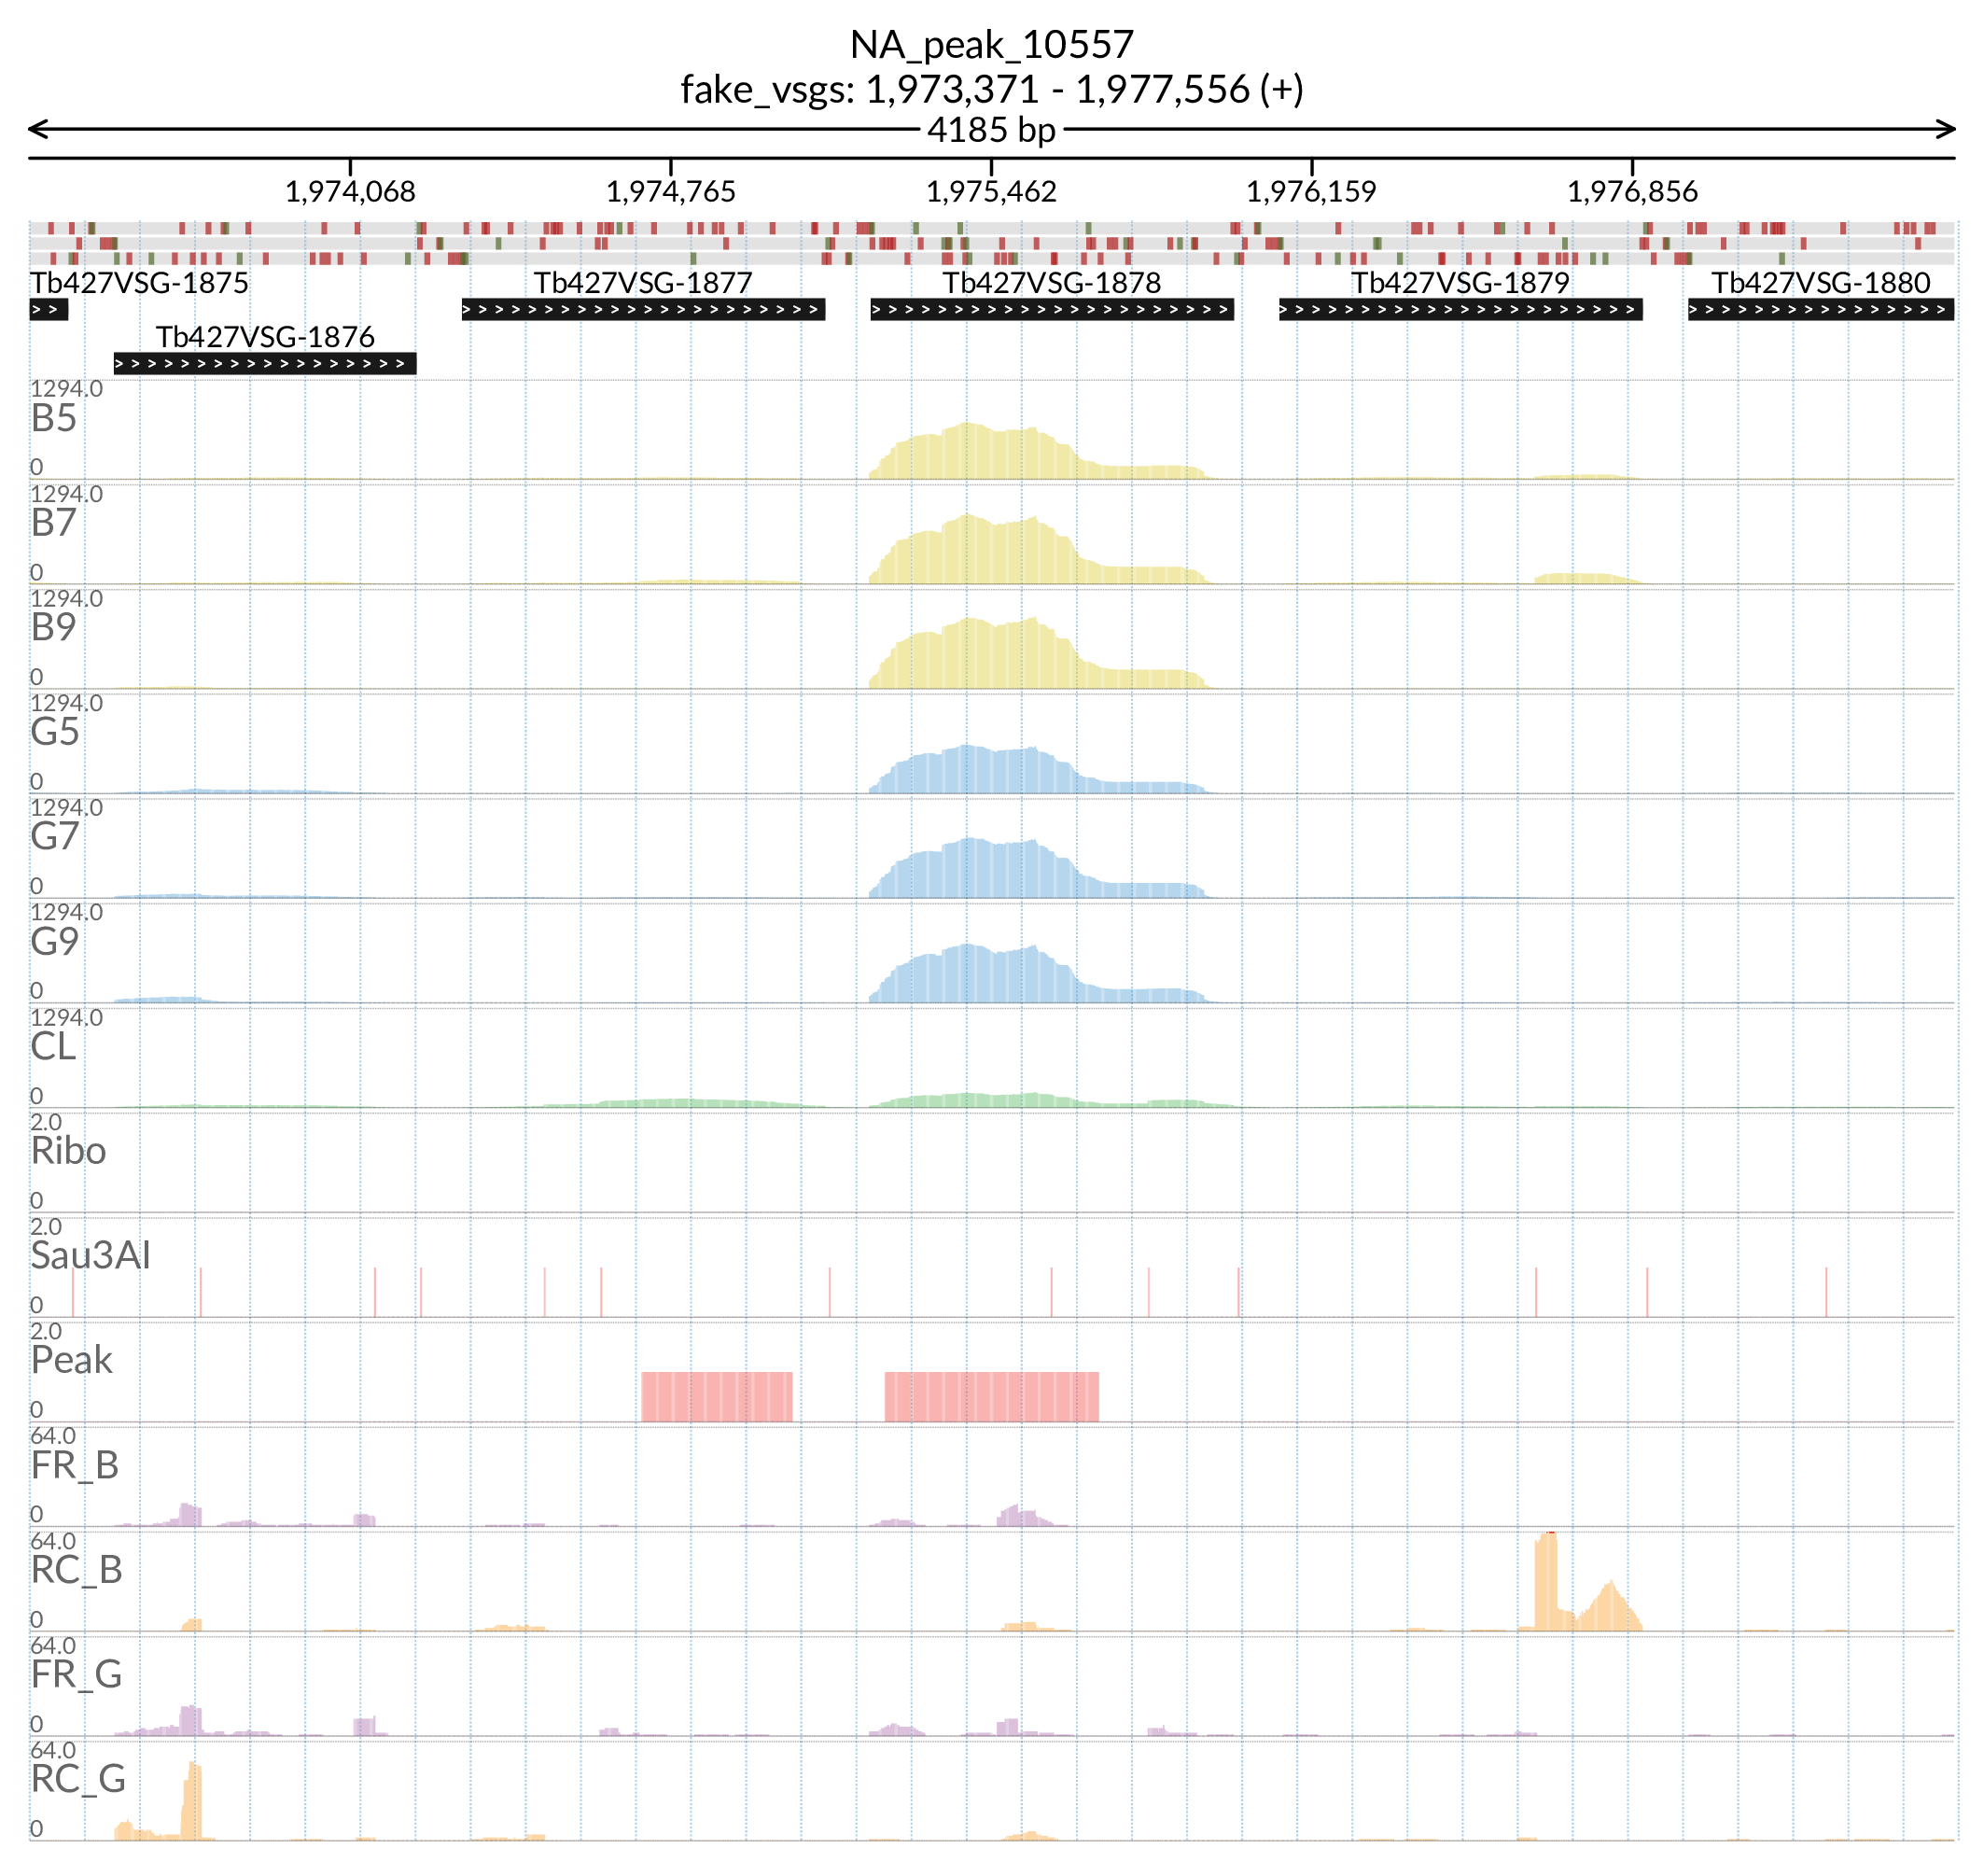 NA_peak_10557
fake_vsgs: 1,973,371 - 1,977,556 (+)
4185 bp
1,974,068 1,974,765 1,975,462 1,976,159 1,976,856
Tb427VSG-1875 Tb427VSG-1877 Tb427VSG-1878 Tb427VSG-1879 Tb427VSG-1880
Tb427VSG-1876
1294.0
B5
0
1294.0
B7
0
1294.0
B9
0
1294.0
G5
0
1294.0
G7
0
1294.0
G9
0
1294.0
CL
0
2.0
Ribo
0
2.0
Sau3AI
0
2.0
Peak
0
64.0
FR_B
0
64.0
RC_B
0
64.0
FR_G
0
64.0
RC_G
0